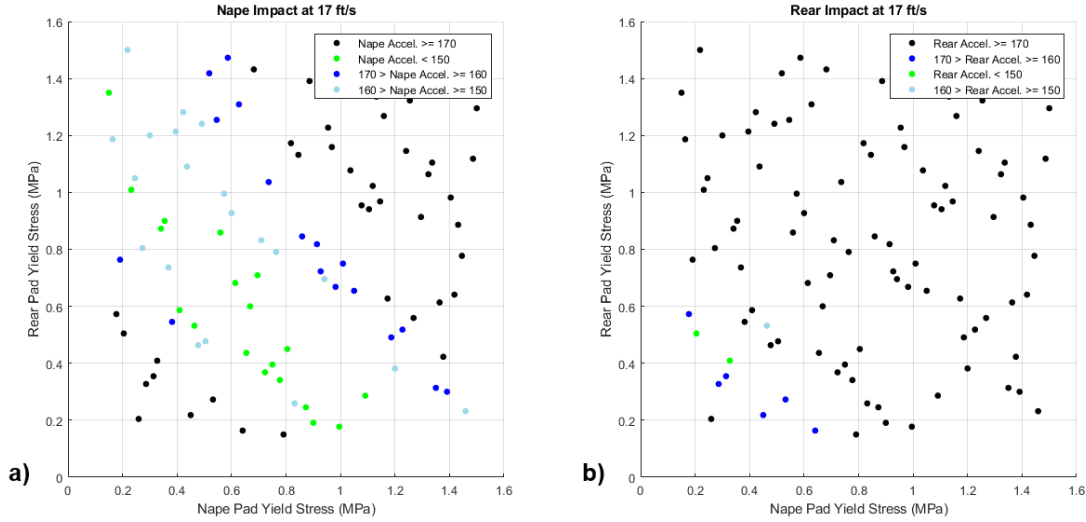 Nape Impact at 17 ft/s
Nape Accel. >= 170
Nape Accel. < 150
170 > Nape Accel. >= 160
160 > Nape Accel. >= 150
1.6
1.4
1.2
1
0.8
0.6
0.4
0.2
0
Rear Pad Yield Stress (MPa)
0 0.2 0.4 0.6 0.8 1 1.2 1.4 1.6
Nape Pad Yield Stress (MPa)
a)
Rear Impact at 17 ft/s
Rear Accel. >= 170
170 > Rear Accel. >= 160
Rear Accel. < 150
160 > Rear Accel. >= 150
1.6
1.4
1.2
1
0.8
0.6
0.4
0.2
0
Rear Pad Yield Stress (MPa)
0 0.2 0.4 0.6 0.8 1 1.2 1.4 1.6
Nape Pad Yield Stress (MPa)
b)